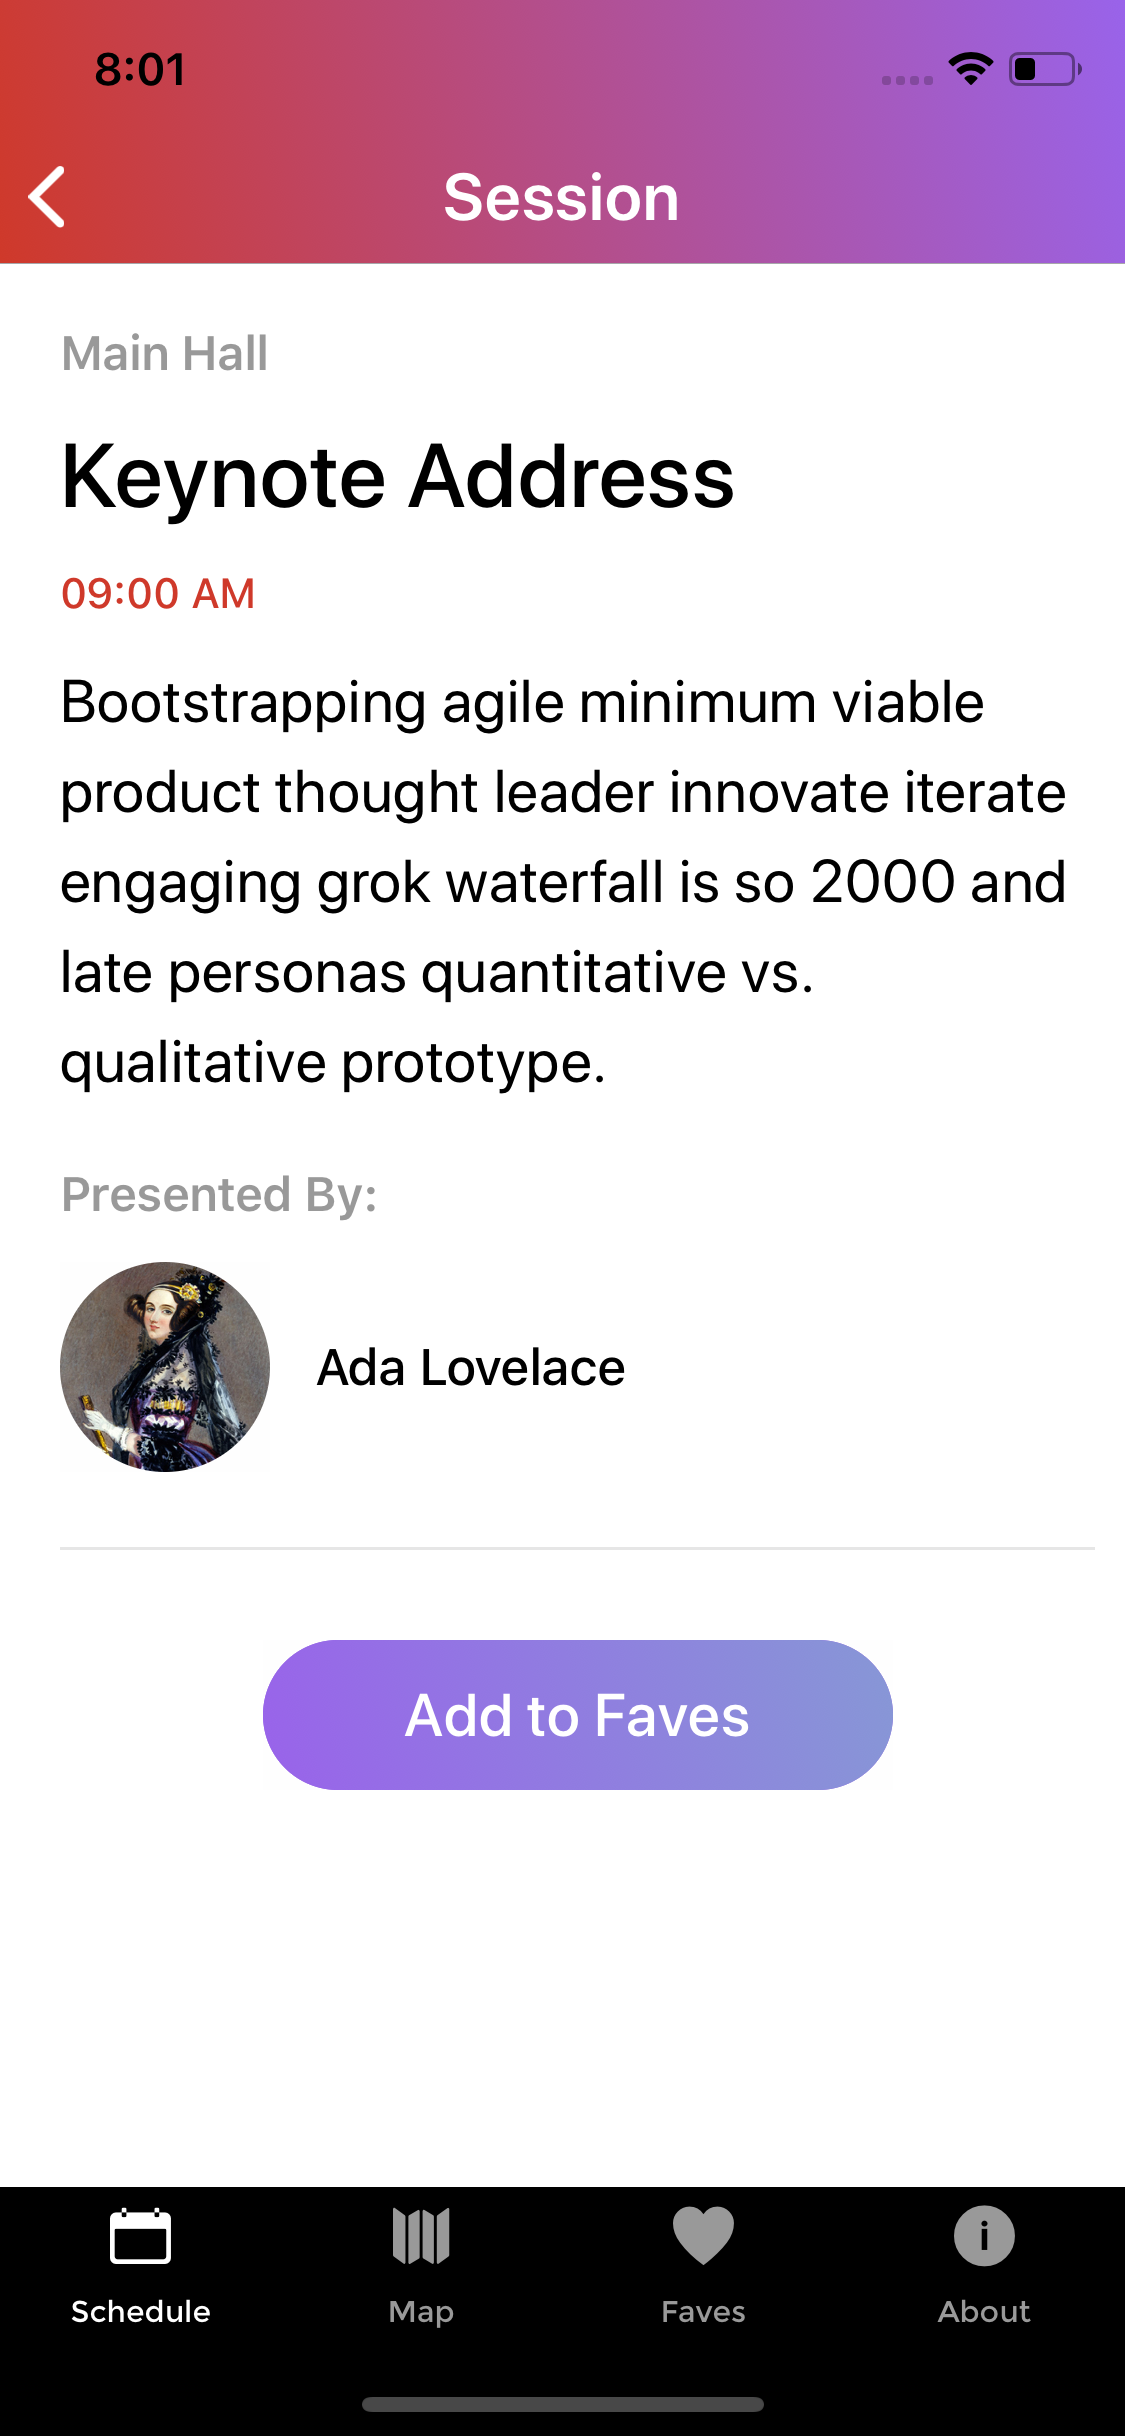 8:01
Session
Main Hall
Keynote Address
09:00 AM
Bootstrapping agile minimum viable
product thought leader innovate iterate
engaging grok waterfall is so 2000 and
late personas quantitative vs.
qualitative prototype.
Presented By:
Ada Lovelace
Add to Faves
Schedule
Map
Faves
About